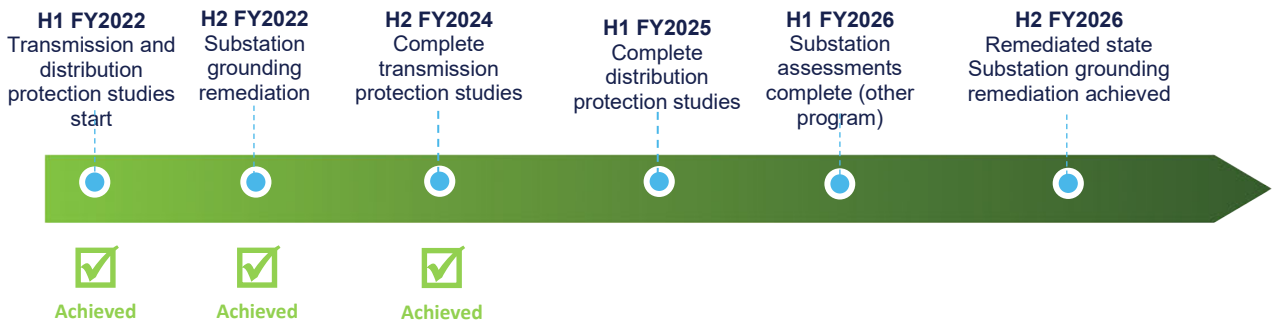 H1 FY2022
Transmission and
distribution
protection studies
start
H2 FY2022
Substation
grounding
remediation
H2 FY2024
Complete
transmission
protection studies
H1 FY2025
Complete
distribution
protection studies
H1 FY2026
Substation
assessments
complete (other
program)
H2 FY2026
Remediated state
Substation grounding
remediation achieved
Achieved
Achieved
Achieved